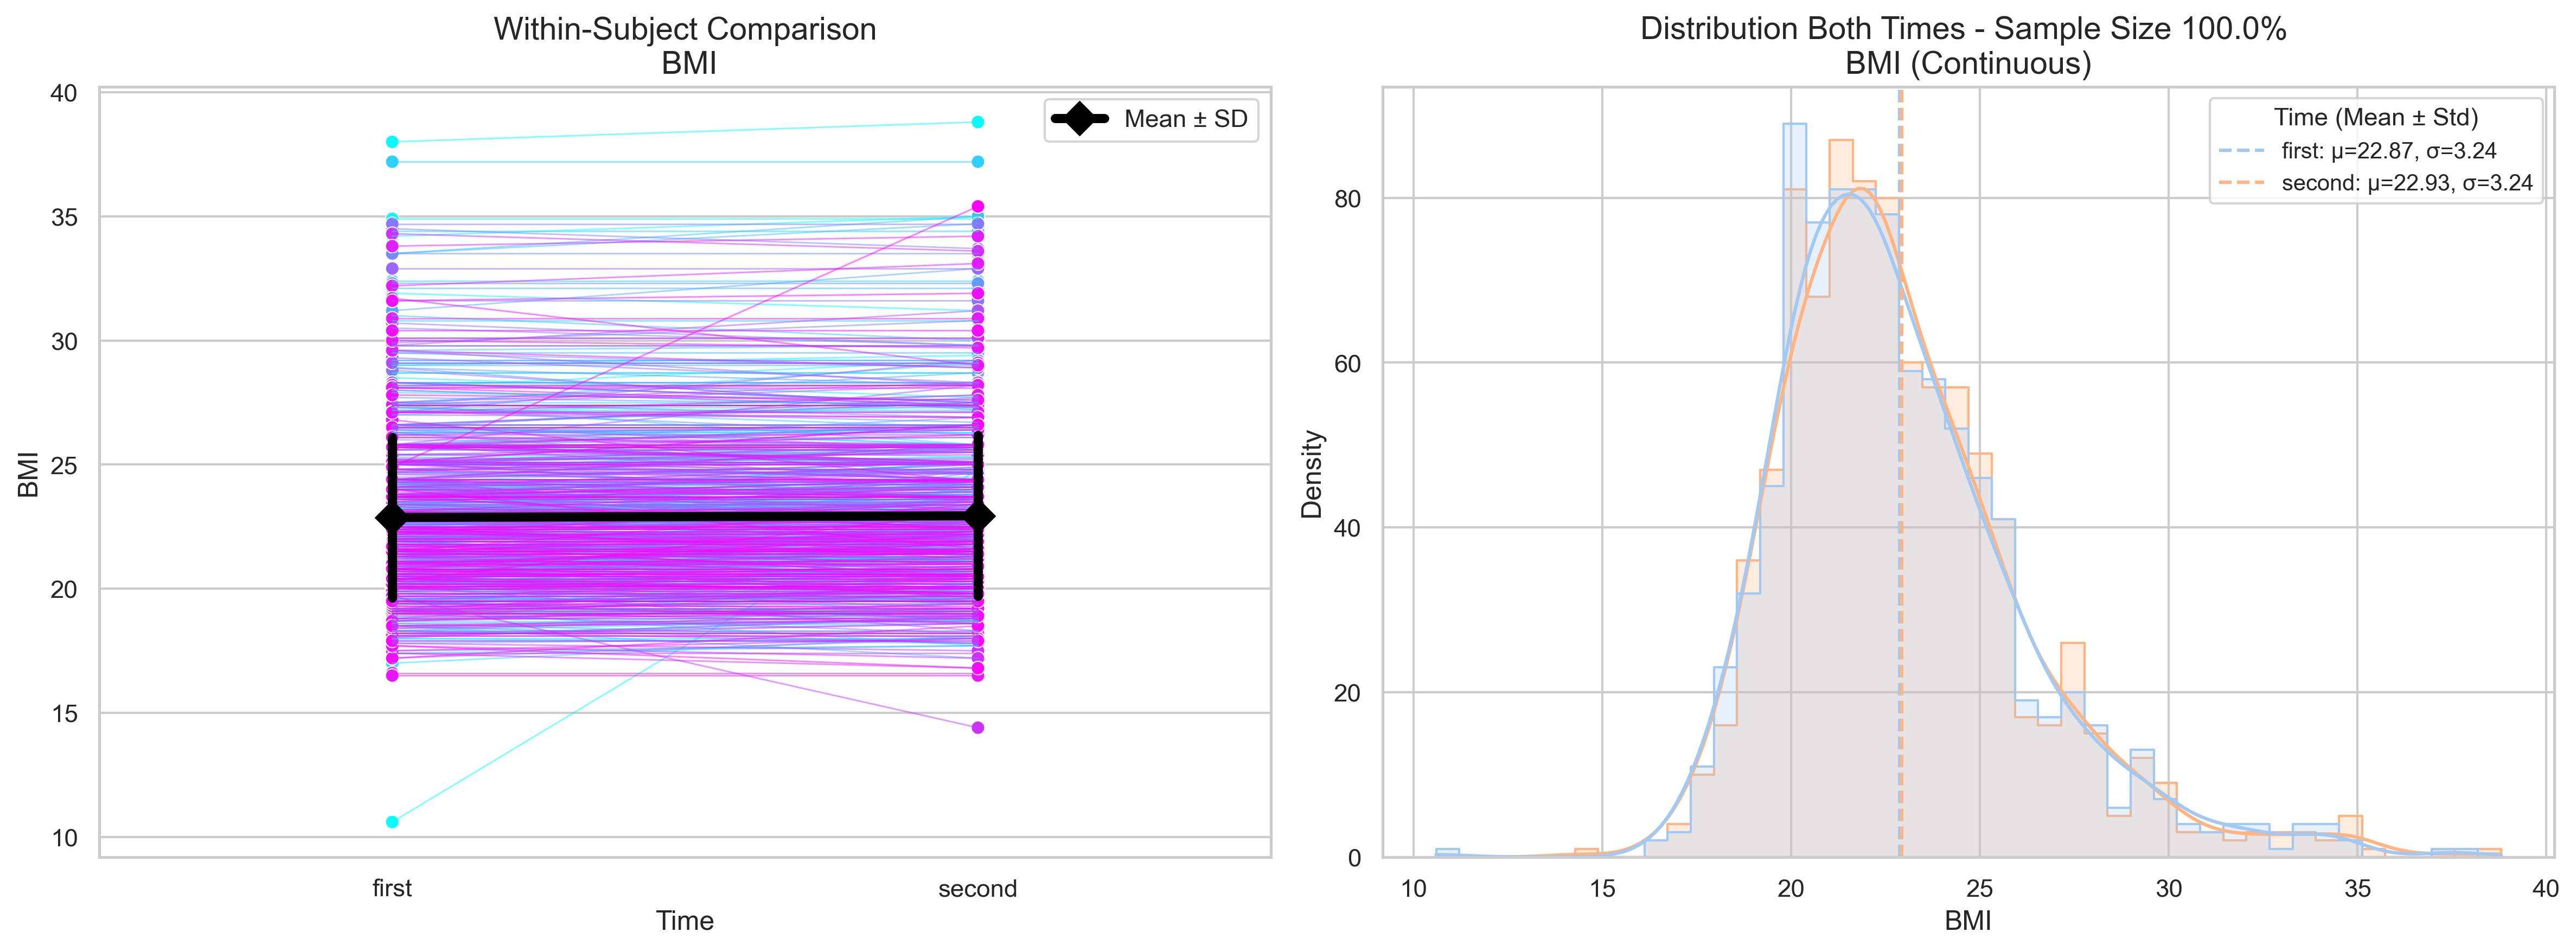 Within-Subject Comparison
BMI
Mean ± SD
40
35
30
25
20
15
10
BMI
first
second
Time
Distribution Both Times - Sample Size 100.0%
BMI (Continuous)
Time (Mean ± Std)
first: μ=22.87, σ=3.24
second: μ=22.93, σ=3.24
80
60
40
20
0
Density
10
15
20
25
30
35
40
BMI